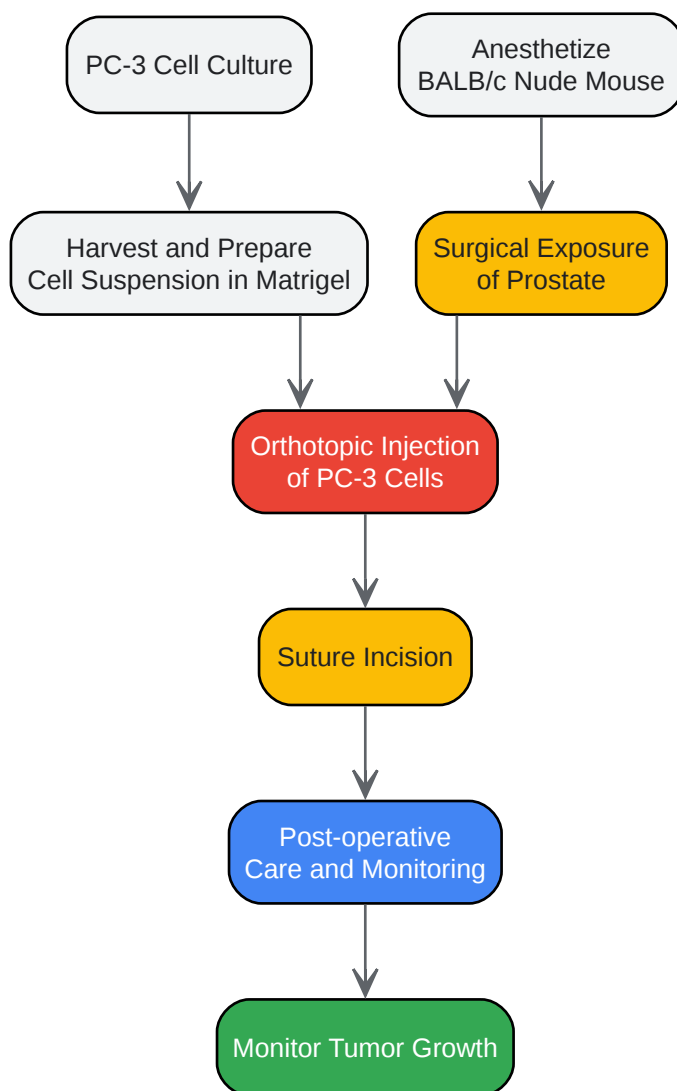 PC-3 Cell Culture
Anesthetize
BALB/c Nude Mouse
Harvest and Prepare
Cell Suspension in Matrigel
Surgical Exposure
of Prostate
Orthotopic Injection
of PC-3 Cells
Suture Incision
Post-operative
Care and Monitoring
Monitor Tumor Growth